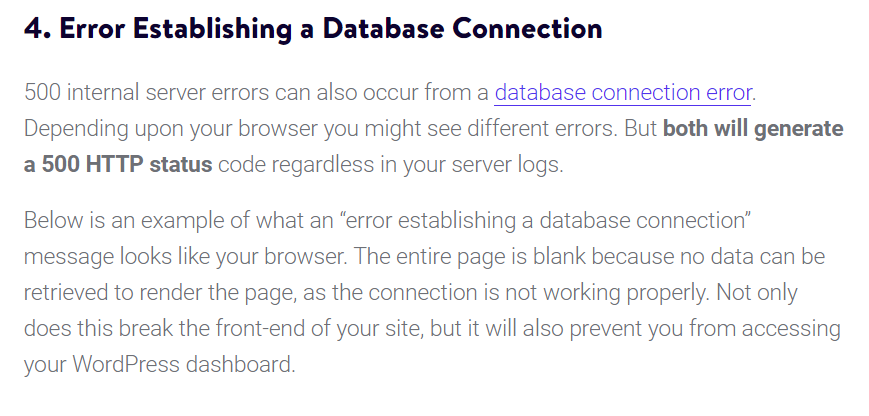 4. Error Establishing a Database Connection
500 internal server errors can also occur from a database connection error.
Depending upon your browser you might see different errors. But both will generate
a 500 HTTP status code regardless in your server logs.
Below is an example of what an “error establishing a database connection”
message looks like your browser. The entire page is blank because no data can be
retrieved to render the page, as the connection is not working properly. Not only
does this break the front-end of your site, but it will also prevent you from accessing
your WordPress dashboard.